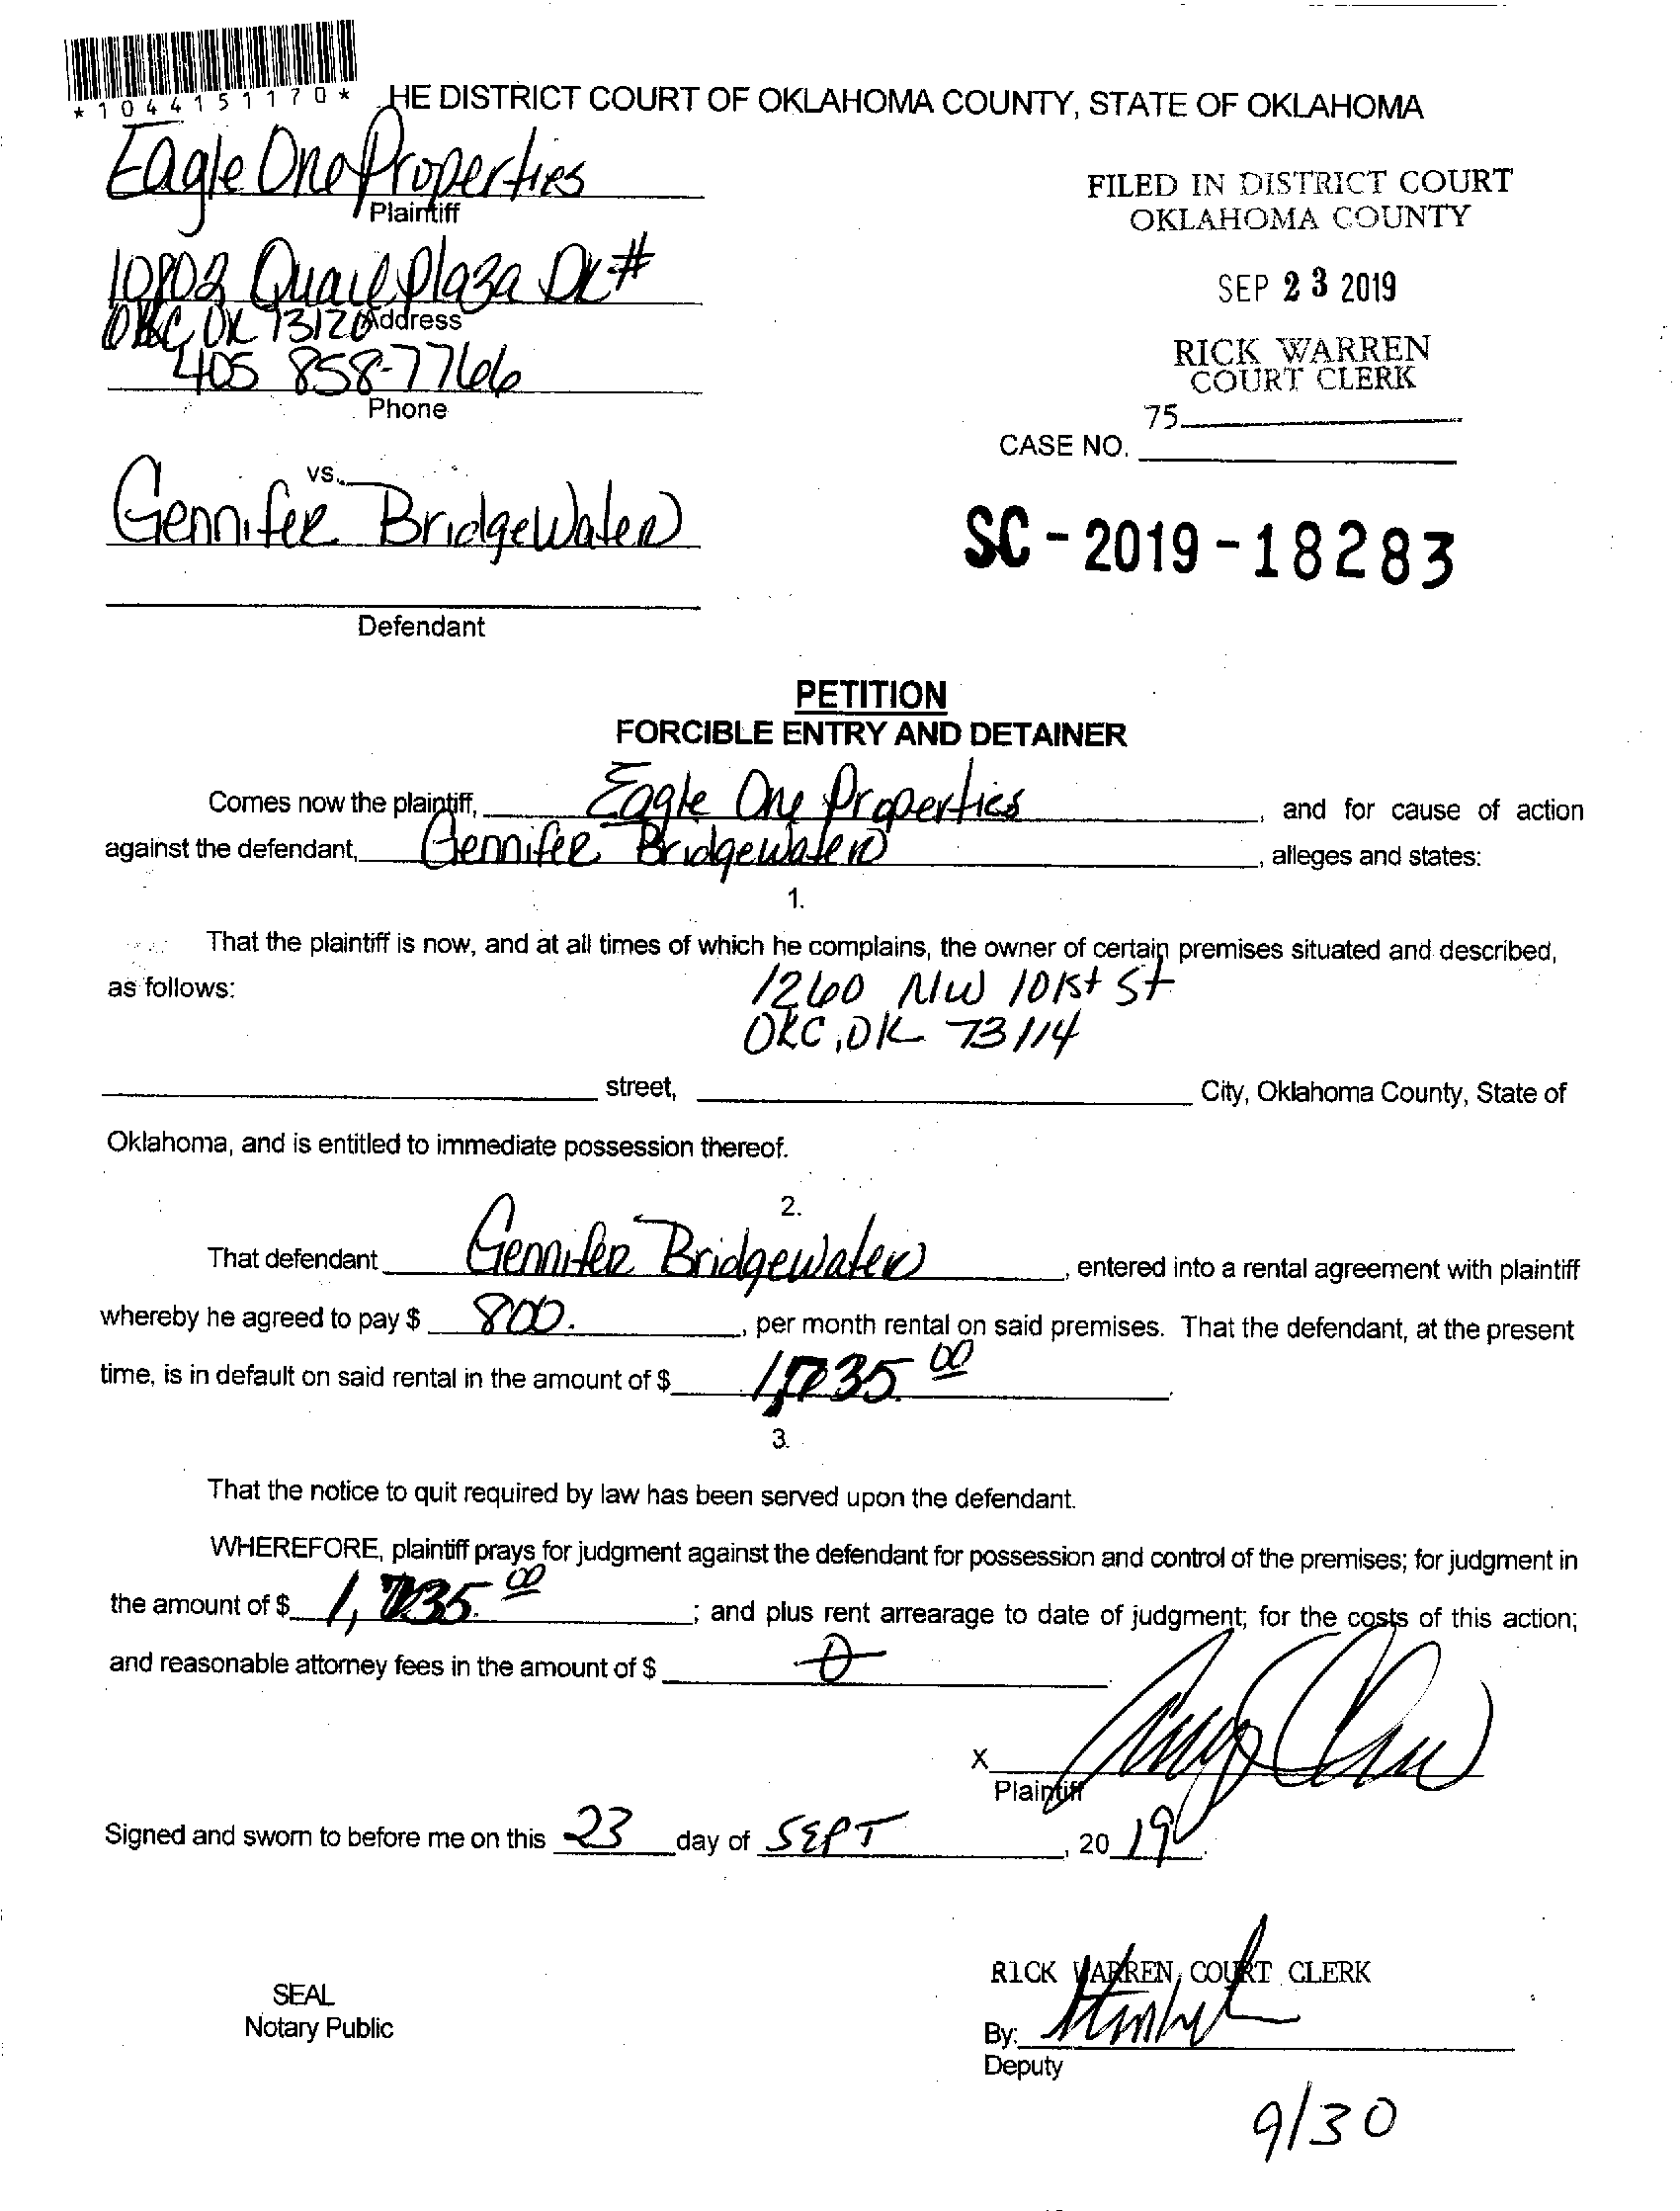 *1044151170*
HE DISTRICT COURT OF OKLAHOMA COUNTY, STATE OF OKLAHOMA
Eagle One Properties
Plaintiff
FILED IN DISTRICT COURT
OKLAHOMA COUNTY
10802 Quail Plaza Dr #
OKC OK 73120
Address
SEP 23 2019
405 858-7766
Phone
RICK WARREN
COURT CLERK
75
CASE NO.
vs.
Gennifer Bridgewater
SC-2019-18283
Defendant
PETITION
FORCIBLE ENTRY AND DETAINER
Comes now the plaintiff, Eagle One Properties, and for cause of action
against the defendant, Gennifer Bridgewater, alleges and states:
1.
That the plaintiff is now, and at all times of which he complains, the owner of certain premises situated and described,
as follows: 1260 NW 101st St
OKC, OK 73114
street, City, Oklahoma County, State of
Oklahoma, and is entitled to immediate possession thereof.
2.
That defendant Gennifer Bridgewater, entered into a rental agreement with plaintiff
whereby he agreed to pay $ 800., per month rental on said premises. That the defendant, at the present
time, is in default on said rental in the amount of $
3.
That the notice to quit required by law has been served upon the defendant.
WHEREFORE, plaintiff prays for judgment against the defendant for possession and control of the premises; for judgment in
the amount of $ ; and plus rent arrearage to date of judgment; for the costs of this action;
and reasonable attorney fees in the amount of $ 0
X
Plaintiff
Signed and sworn to before me on this 23 day of SEPT, 20 19.
RICK WARREN, COURT CLERK
SEAL
Notary Public
By:
Deputy
9/30